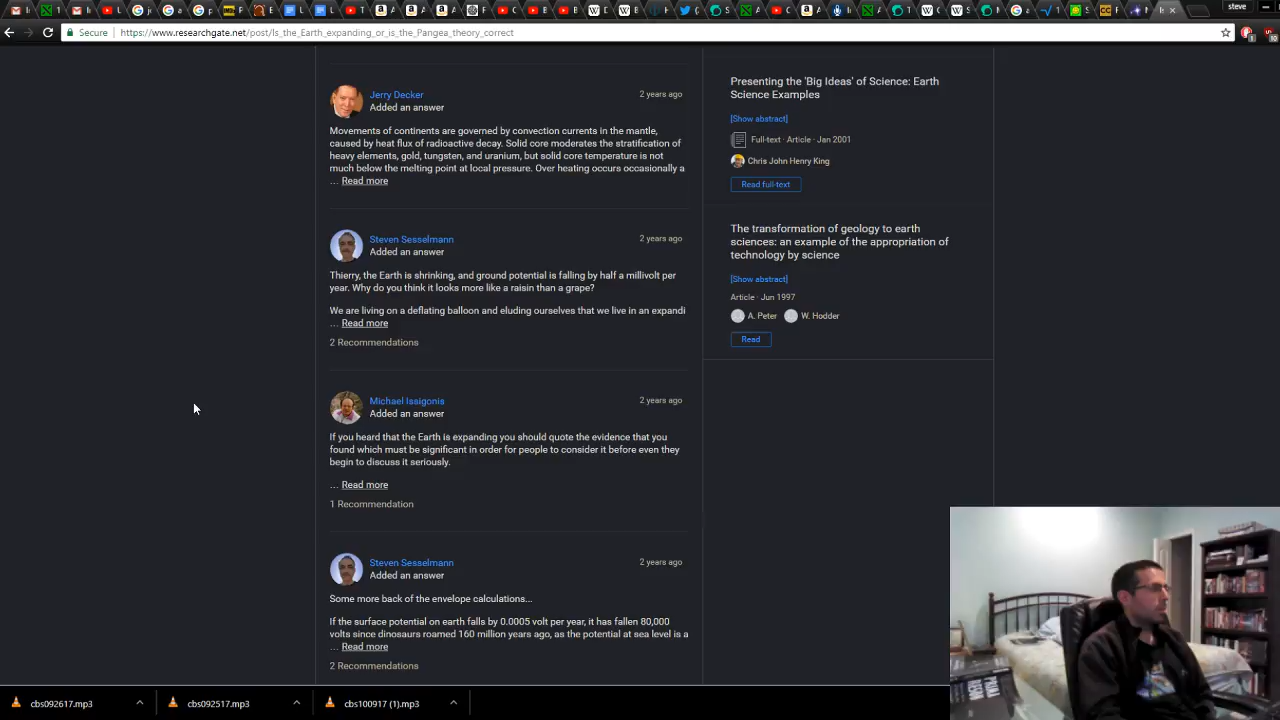 steve
Secure
https://www.researchgate.net/post/Is_the_Earth_expanding_or_is_the_Pangea_theory_correct
Jerry Decker
2 years ago
Added an answer
Movements of continents are governed by convection currents in the mantle,
caused by heat flux of radioactive decay. Solid core moderates the stratification of
heavy elements, gold, tungsten, and uranium, but solid core temperature is not
much below the melting point at local pressure. Over heating occurs occasionally a
... Read more
Steven Sesselmann
2 years ago
Added an answer
Thierry, the Earth is shrinking, and ground potential is falling by half a millivolt per
year. Why do you think it looks more like a raisin than a grape?
We are living on a deflating balloon and eluding ourselves that we live in an expandi
... Read more
2 Recommendations
Michael Issigonis
2 years ago
Added an answer
If you heard that the Earth is expanding you should quote the evidence that you
found which must be significant in order for people to consider it before even they
begin to discuss it seriously.
... Read more
1 Recommendation
Steven Sesselmann
2 years ago
Added an answer
Some more back of the envelope calculations...
If the surface potential on earth falls by 0.0005 volt per year, it has fallen 80,000
volts since dinosaurs roamed 160 million years ago, as the potential at sea level is a
... Read more
2 Recommendations
Presenting the 'Big Ideas' of Science: Earth
Science Examples
[Show abstract]
Full-text · Article · Jan 2001
Chris John Henry King
Read full-text
The transformation of geology to earth
sciences: an example of the appropriation of
technology by science
[Show abstract]
Article · Jun 1997
A. Peter W. Hodder
Read
cbs092617.mp3
cbs092517.mp3
cbs100917 (1).mp3